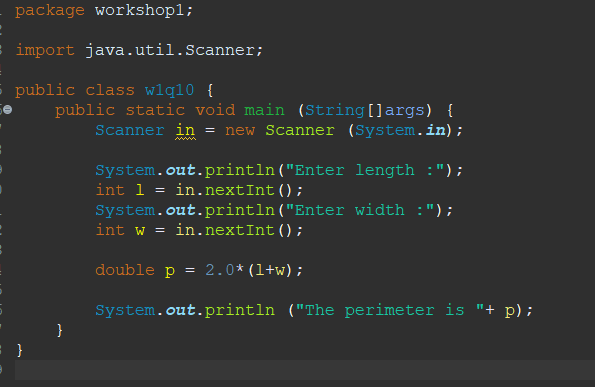 package workshop1;
import java.util.Scanner;
public class w1q10 {
public static void main (String[]args) {
Scanner in = new Scanner (System.in);
System.out.println("Enter length :");
int l = in.nextInt();
System.out.println("Enter width :");
int w = in.nextInt();
double p = 2.0*(l+w);
System.out.println ("The perimeter is "+ p);
}
}